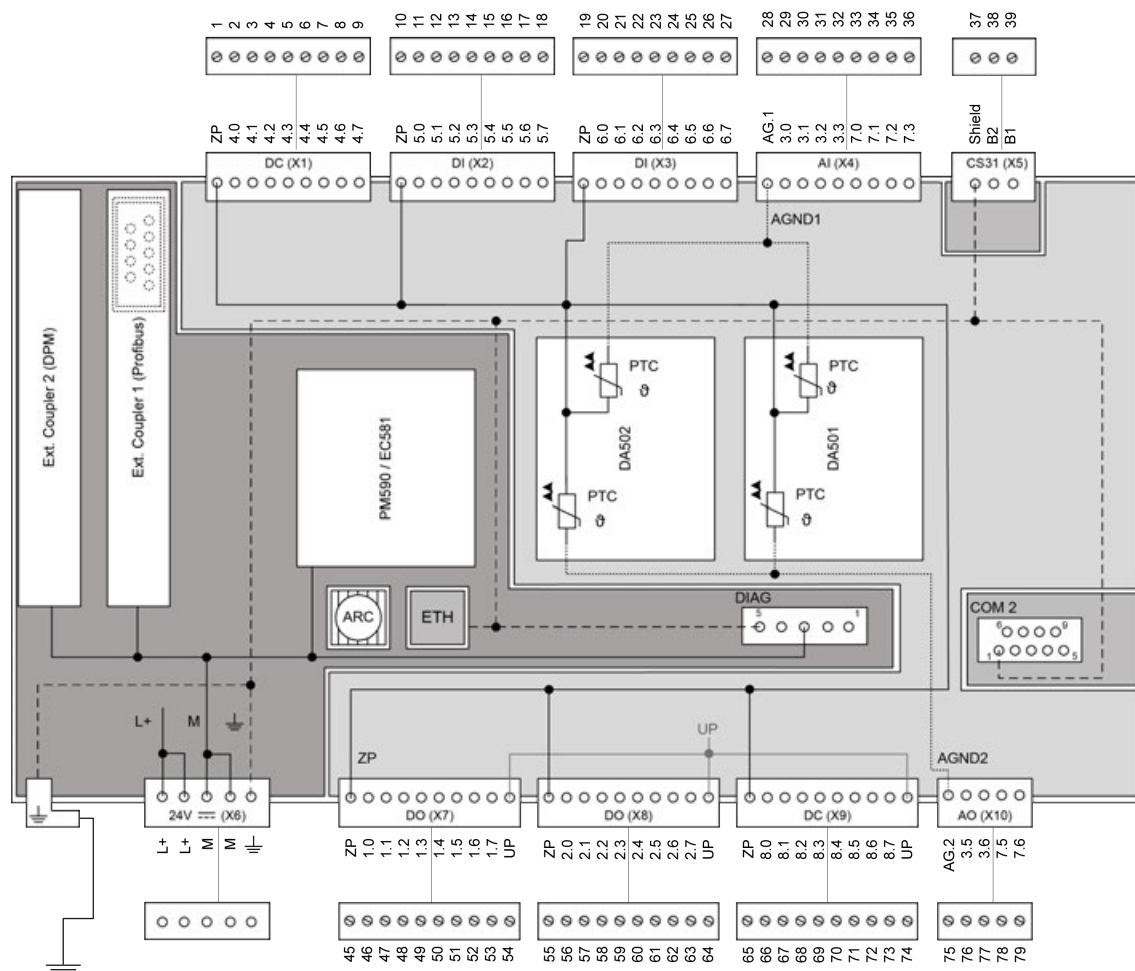 1 2 3 4 5 6 7 8 9
10 11 12 13 14 15 16 17 18
19 20 21 22 23 24 25 26 27
28 29 30 31 32 33 34 35 36
37 38 39
ZP 4.0 4.1 4.2 4.3 4.4 4.5 4.6 4.7
ZP 5.0 5.1 5.2 5.3 5.4 5.5 5.6 5.7
ZP 6.0 6.1 6.2 6.3 6.4 6.5 6.6 6.7
AG.1 3.0 3.1 3.2 3.3 7.0 7.1 7.2 7.3
Shield B2 B1
DC (X1)
DI (X2)
DI (X3)
AI (X4)
CS31 (X5)
AGND1
Ext. Coupler 2 (DPM)
Ext. Coupler 1 (Profibus)
PM590 / EC581
PTC
ϑ
DA502
PTC
ϑ
PTC
ϑ
DA501
PTC
ϑ
ARC
ETH
DIAG
5 1
COM 2
6 9
1 5
L+ M
ZP
UP
AGND2
24V (X6)
DO (X7)
DO (X8)
DC (X9)
AO (X10)
L+ L+ M M
ZP 1.0 1.1 1.2 1.3 1.4 1.5 1.6 1.7 UP
ZP 2.0 2.1 2.2 2.3 2.4 2.5 2.6 2.7 UP
ZP 8.0 8.1 8.2 8.3 8.4 8.5 8.6 8.7 UP
AG.2 3.5 3.6 7.5 7.6
45 46 47 48 49 50 51 52 53 54
55 56 57 58 59 60 61 62 63 64
65 66 67 68 69 70 71 72 73 74
75 76 77 78 79